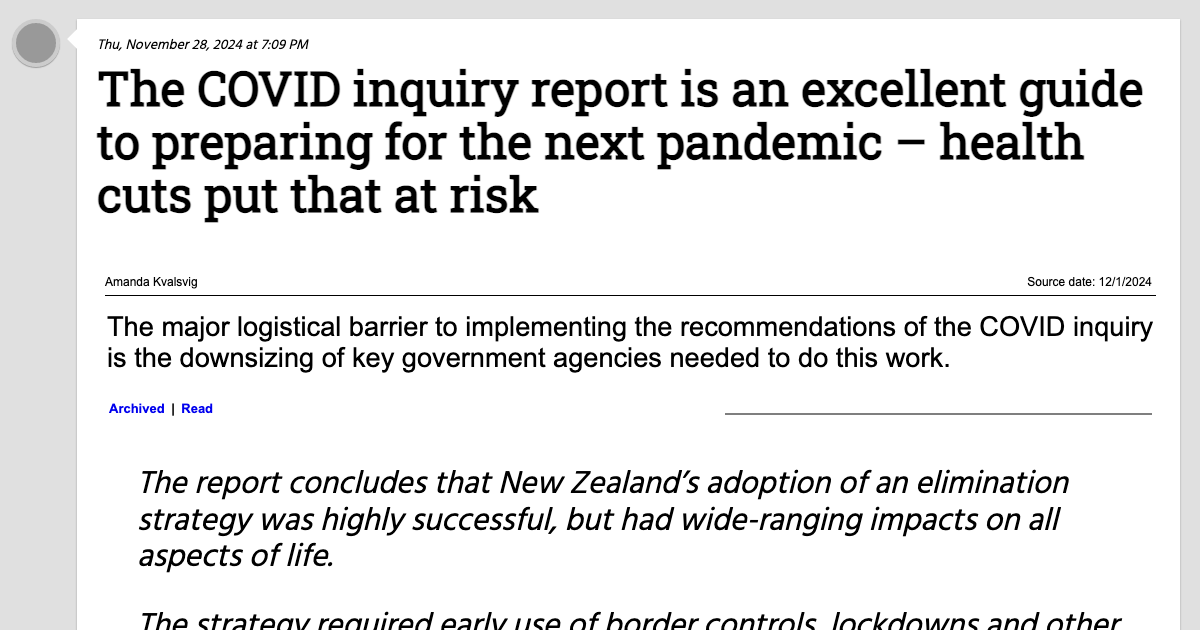 Thu, November 28, 2024 at 7:09 PM
The COVID inquiry report is an excellent guide
to preparing for the next pandemic – health
cuts put that at risk
Amanda Kvalsvig
Source date: 12/1/2024
The major logistical barrier to implementing the recommendations of the COVID inquiry
is the downsizing of key government agencies needed to do this work.
Archived | Read
The report concludes that New Zealand’s adoption of an elimination
strategy was highly successful, but had wide-ranging impacts on all
aspects of life.
The strategy required early use of border controls, lockdowns and other